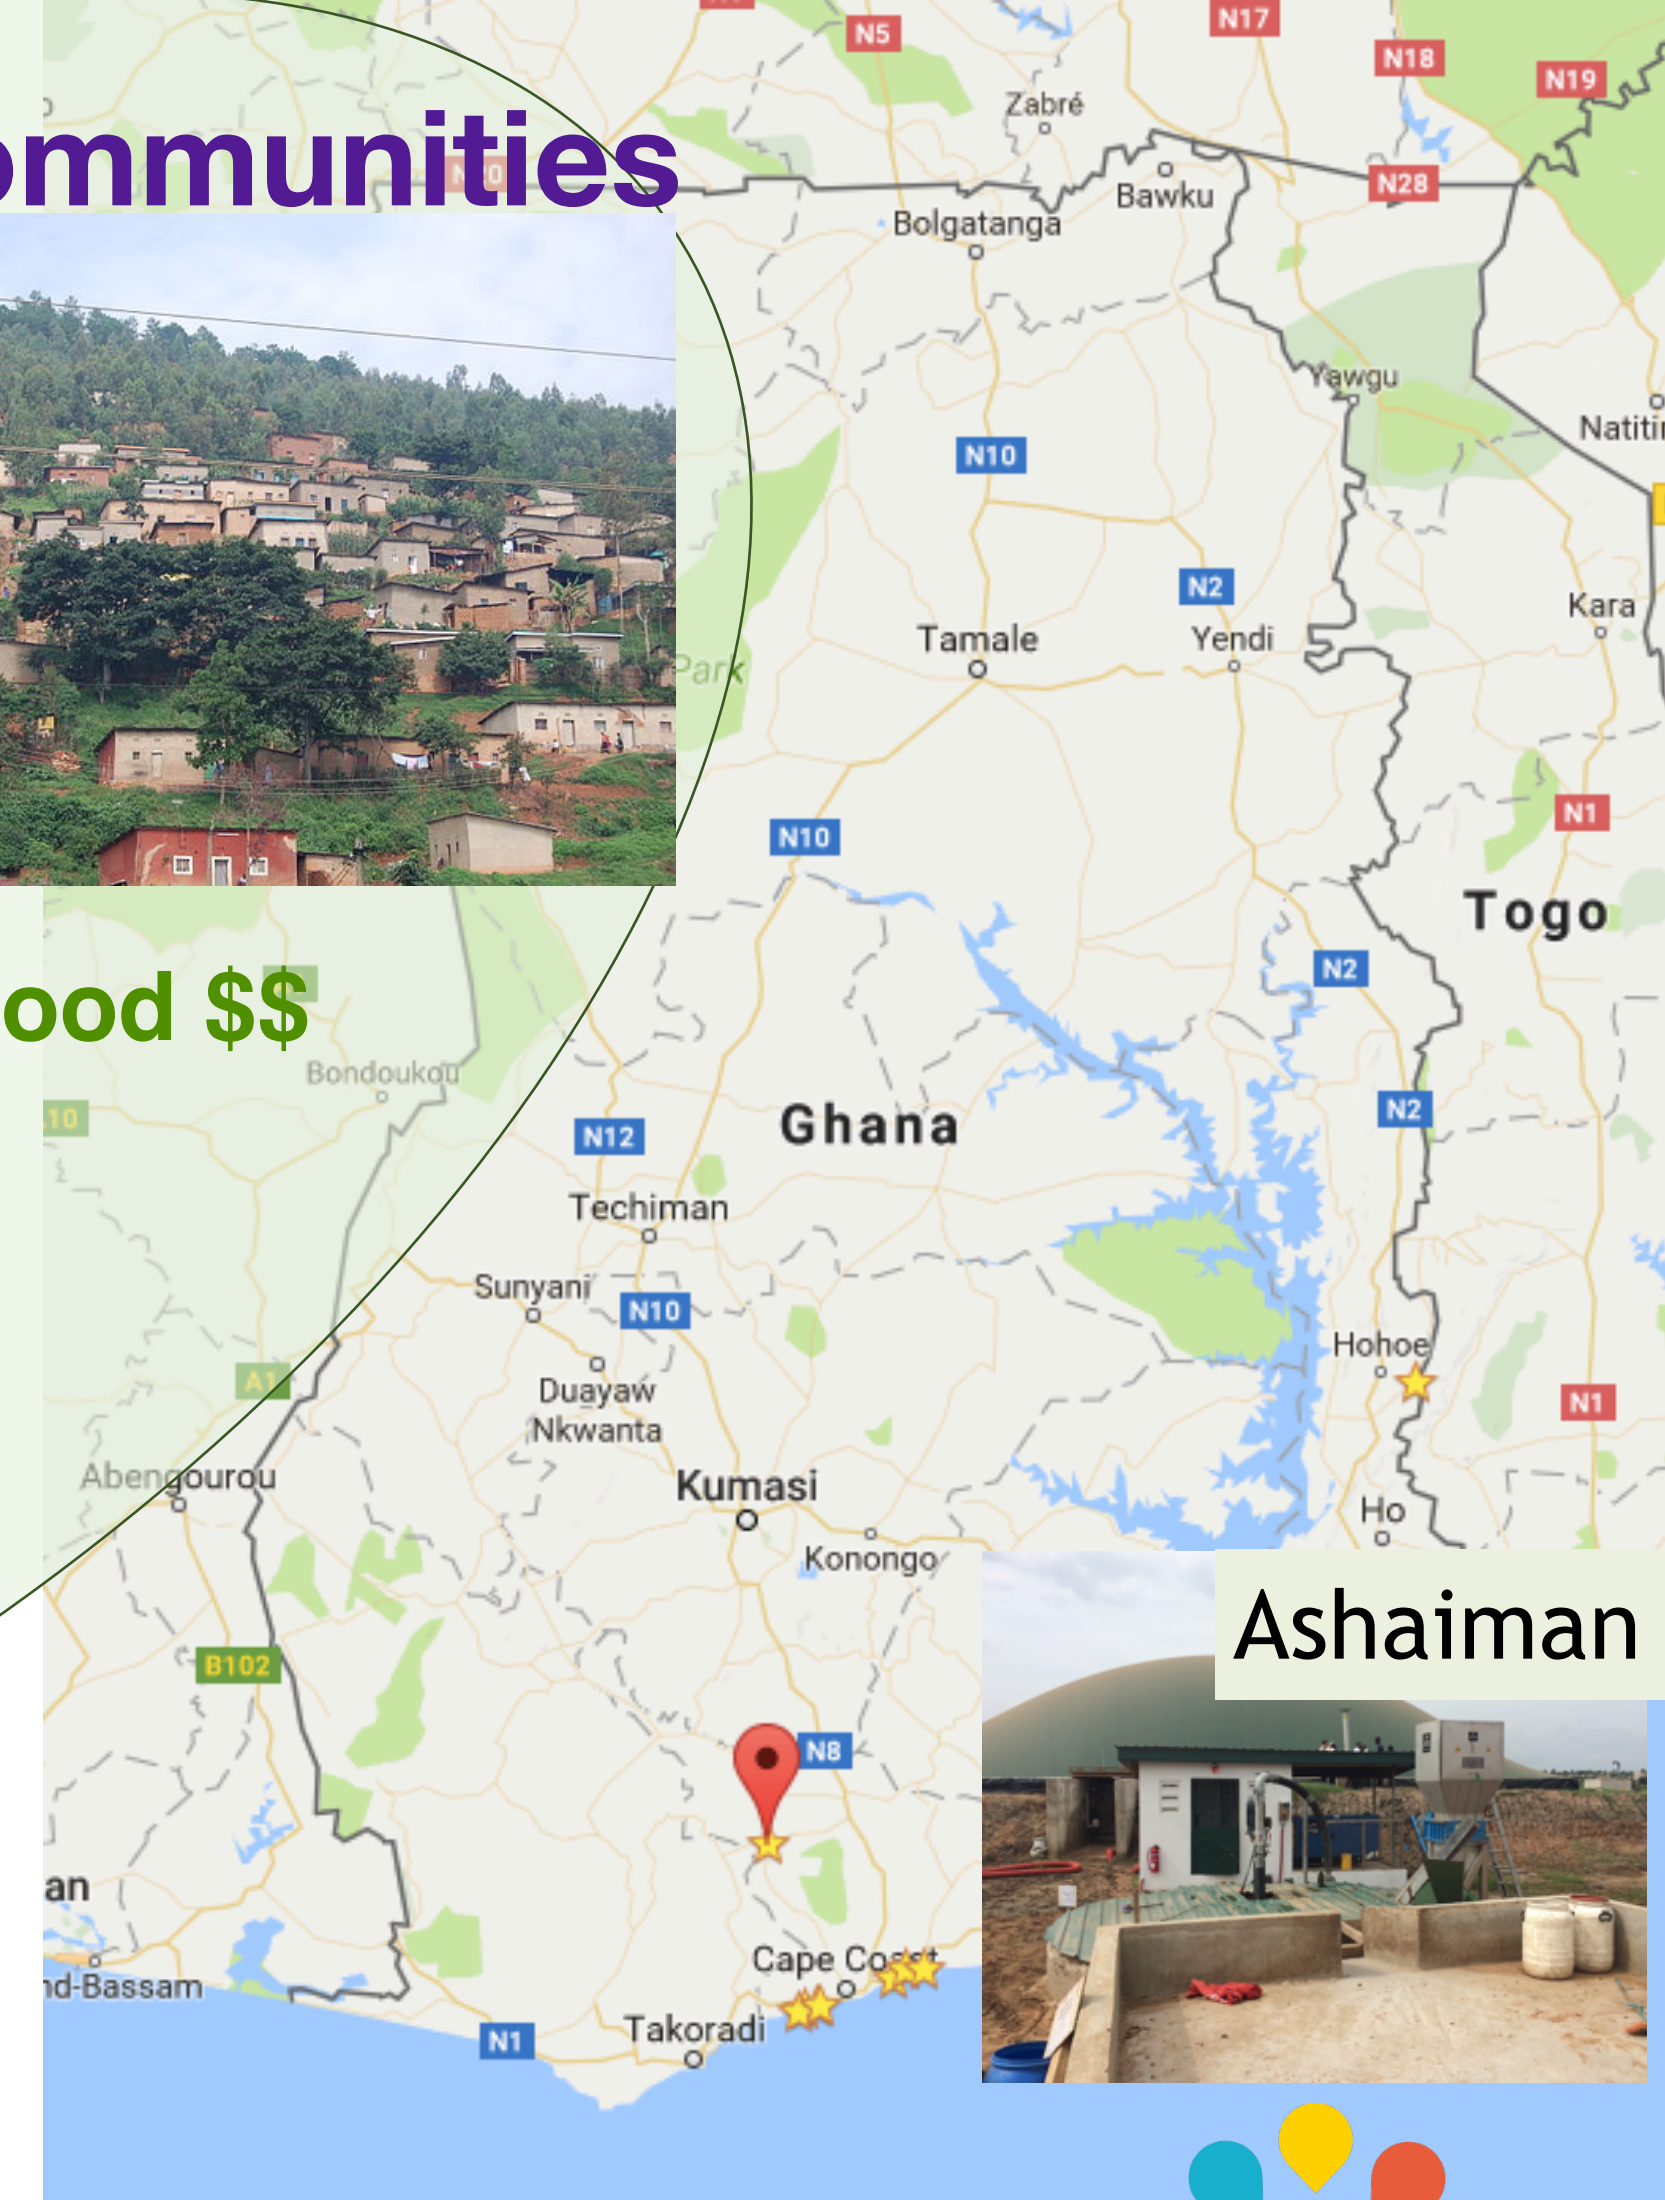 N5
N17
N18
N19
Zabré
ommunities
N20
N28
Bawku
Bolgatanga
Yawgu
Natiti
N10
N2
Kara
Tamale
Yendi
Park
N10
N1
Togo
N2
ood $$
Bondoukou
10
N2
Ghana
N12
Techiman
Sunyani
N10
Hohoe
A1
Duayaw
Nkwanta
N1
Abengourou
Kumasi
Ho
Konongo
Ashaiman
B102
N8
an
Cape Coast
nd-Bassam
Takoradi
N1